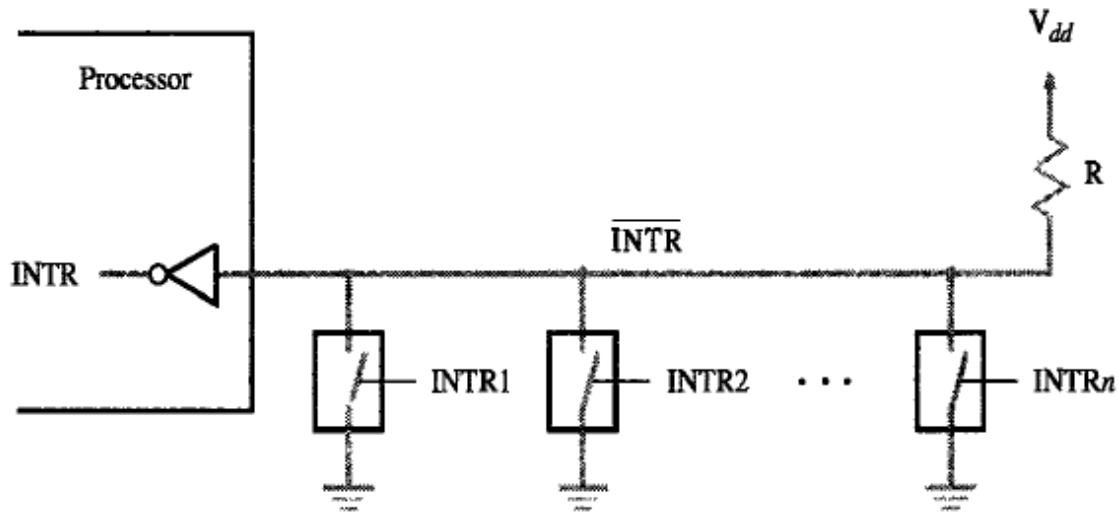 V_dd
Processor
R
INTR
INTR
INTR1
INTR2
• • •
INTRn